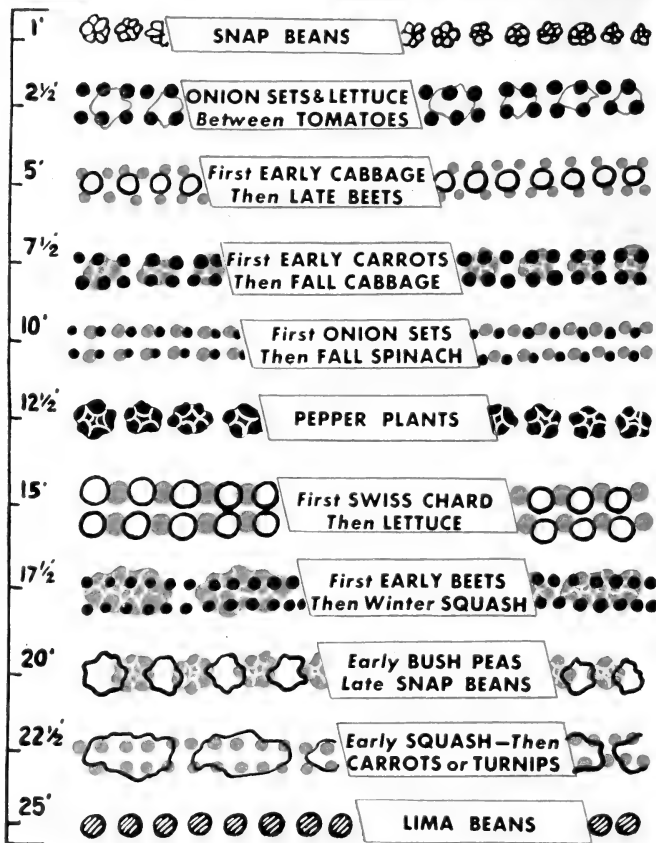 1'
SNAP BEANS
2½'
ONION SETS & LETTUCE
Between TOMATOES
5'
First EARLY CABBAGE
Then LATE BEETS
7½'
First EARLY CARROTS
Then FALL CABBAGE
10'
First ONION SETS
Then FALL SPINACH
12½'
PEPPER PLANTS
15'
First SWISS CHARD
Then LETTUCE
17½'
First EARLY BEETS
Then Winter SQUASH
20'
Early BUSH PEAS
Late SNAP BEANS
22½'
Early SQUASH—Then
CARROTS or TURNIPS
25'
LIMA BEANS